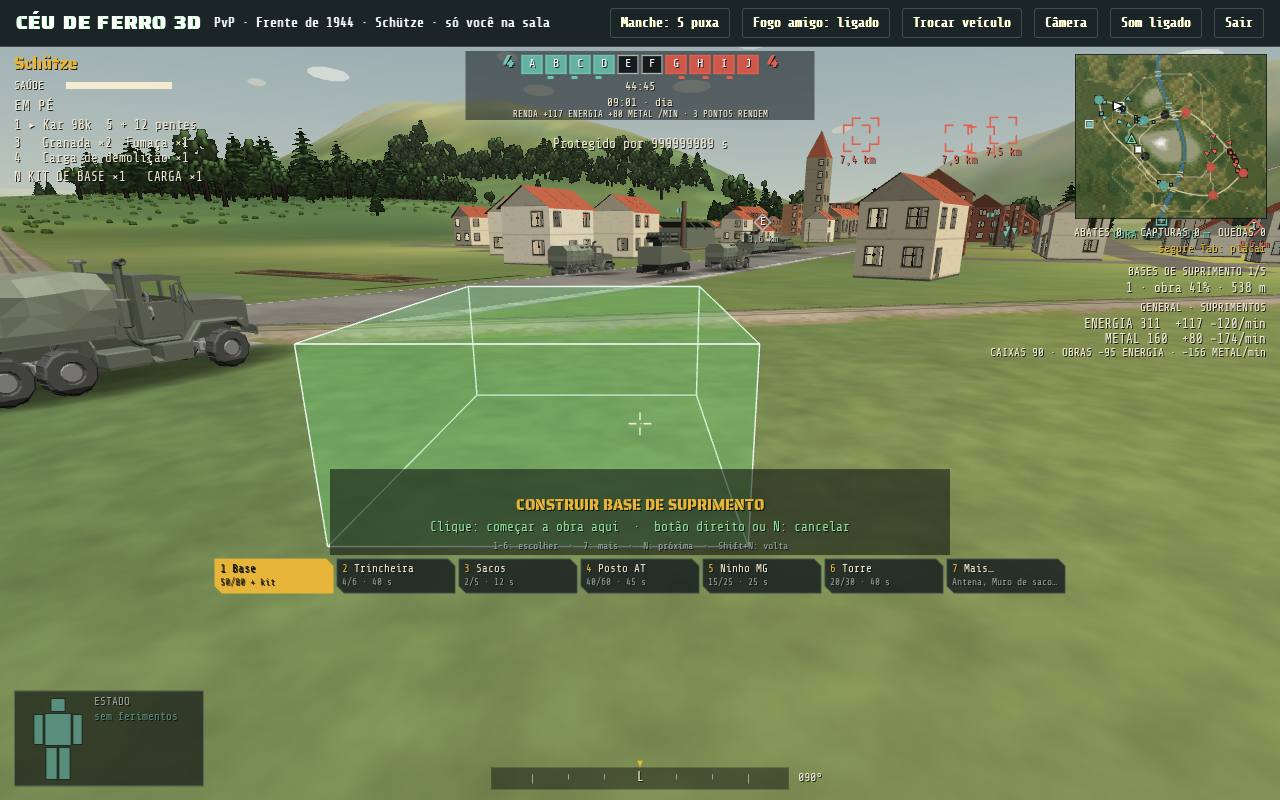 CÉU DE FERRO 3D PvP · Frente de 1944 · Schütze · só você na sala Manche: 5 puxa Fogo amigo: ligado Trocar veículo Câmera Som ligado Sair
Schütze
SAÚDE
EM PÉ
1 ▸ Kar 98k 5 + 12 pentes
3 Granada ×2 Fumaça ×1
4 Carga de demolição ×1
N KIT DE BASE ×1 CARGA ×1
4 A B C D E F G H I J 4
44:45
09:01 · dia
RENDA +117 ENERGIA +80 METAL /MIN · 3 PONTOS RENDEM
Protegido por 999999989 s
7,4 km
7,9 km
7,5 km
E
ABATES 0 · CAPTURAS 0 · QUEDAS 0
segure Tab: placar
BASES DE SUPRIMENTO 1/5
1 · obra 41% · 538 m
GENERAL · SUPRIMENTOS
ENERGIA 311 +117 −120/min
METAL 160 +80 −174/min
CAIXAS 90 · OBRAS −95 ENERGIA · −156 METAL/min
CONSTRUIR BASE DE SUPRIMENTO
Clique: começar a obra aqui · botão direito ou N: cancelar
1-6: escolher · 7: mais · N: próxima · Shift+N: volta
1 Base
50/80 + kit
2 Trincheira
4/6 · 40 s
3 Sacos
2/5 · 12 s
4 Posto AT
40/60 · 45 s
5 Ninho MG
15/25 · 25 s
6 Torre
20/30 · 40 s
7 Mais…
Antena, Muro de saco…
ESTADO
sem ferimentos
L
090°